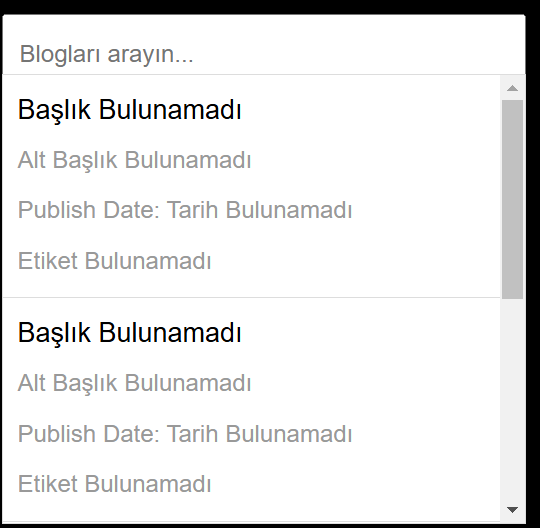 Blogları arayın...
Başlık Bulunamadı
Alt Başlık Bulunamadı
Publish Date: Tarih Bulunamadı
Etiket Bulunamadı
Başlık Bulunamadı
Alt Başlık Bulunamadı
Publish Date: Tarih Bulunamadı
Etiket Bulunamadı